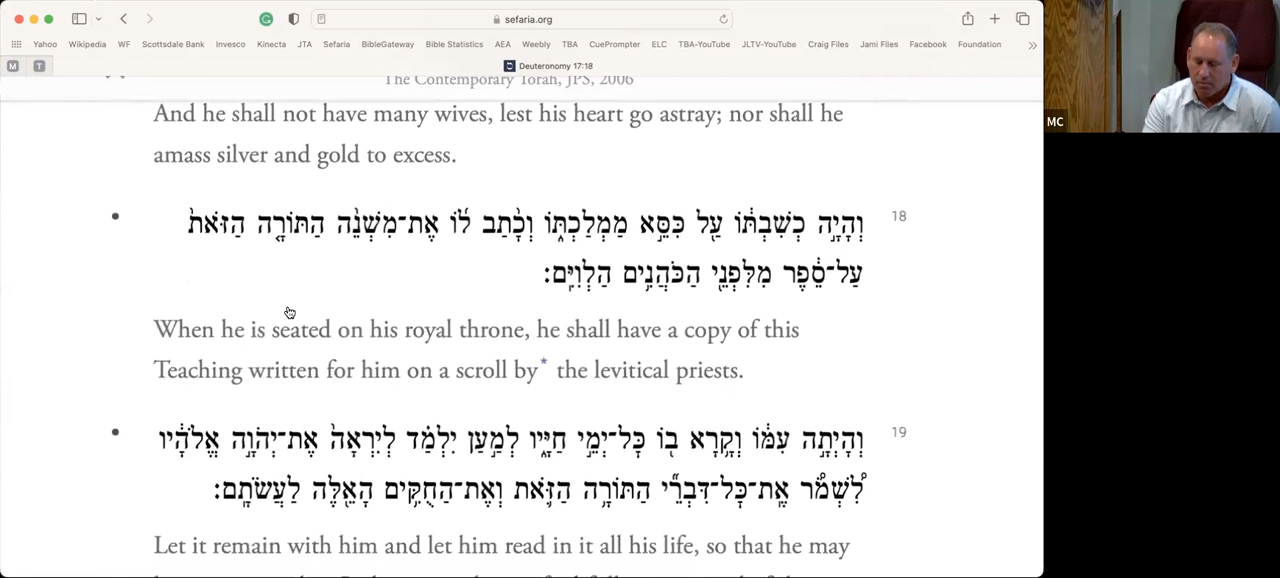 sefaria.org
Yahoo Wikipedia WF Scottsdale Bank Invesco Kinecta JTA Sefaria BibleGateway Bible Statistics AEA Weebly TBA CuePrompter ELC TBA-YouTube JLTV-YouTube Craig Files Jami Files Facebook Foundation
M T Deuteronomy 17:18
The Contemporary Torah, JPS, 2006
And he shall not have many wives, lest his heart go astray; nor shall he
amass silver and gold to excess.
18
וְהָיָ֣ה כְשִׁבְתּ֔וֹ עַ֖ל כִּסֵּ֣א מַמְלַכְתּ֑וֹ וְכָ֨תַב ל֜וֹ אֶת־מִשְׁנֵ֨ה הַתּוֹרָ֤ה הַזֹּאת֙
עַל־סֵ֔פֶר מִלִּפְנֵ֥י הַכֹּהֲנִ֖ים הַלְוִיִּֽם׃
When he is seated on his royal throne, he shall have a copy of this
Teaching written for him on a scroll by* the levitical priests.
19
וְהָיְתָ֣ה עִמּ֔וֹ וְקָ֥רָא ב֖וֹ כׇּל־יְמֵ֣י חַיָּ֑יו לְמַ֣עַן יִלְמַ֗ד לְיִרְאָה֙ אֶת־יְהֹוָ֣ה אֱלֹהָ֔יו
לִ֠שְׁמֹ֠ר אֶֽת־כׇּל־דִּבְרֵ֞י הַתּוֹרָ֥ה הַזֹּ֛את וְאֶת־הַחֻקִּ֥ים הָאֵ֖לֶּה לַעֲשֹׂתָֽם׃
Let it remain with him and let him read in it all his life, so that he may
MC